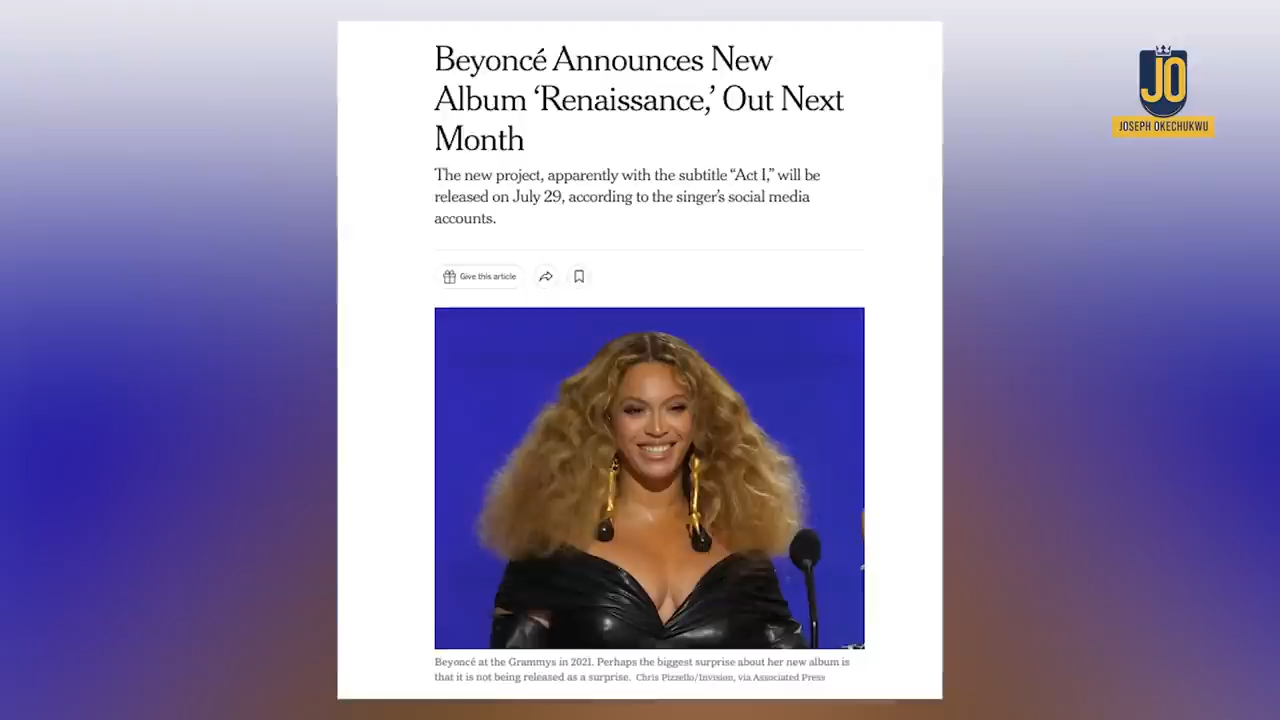 Beyoncé Announces New
Album ‘Renaissance,’ Out Next
Month
The new project, apparently with the subtitle “Act I,” will be
released on July 29, according to the singer’s social media
accounts.
Give this article
Beyoncé at the Grammys in 2021. Perhaps the biggest surprise about her new album is
that it is not being released as a surprise. Chris Pizzello/Invision, via Associated Press
JO
JOSEPH OKECHUKWU